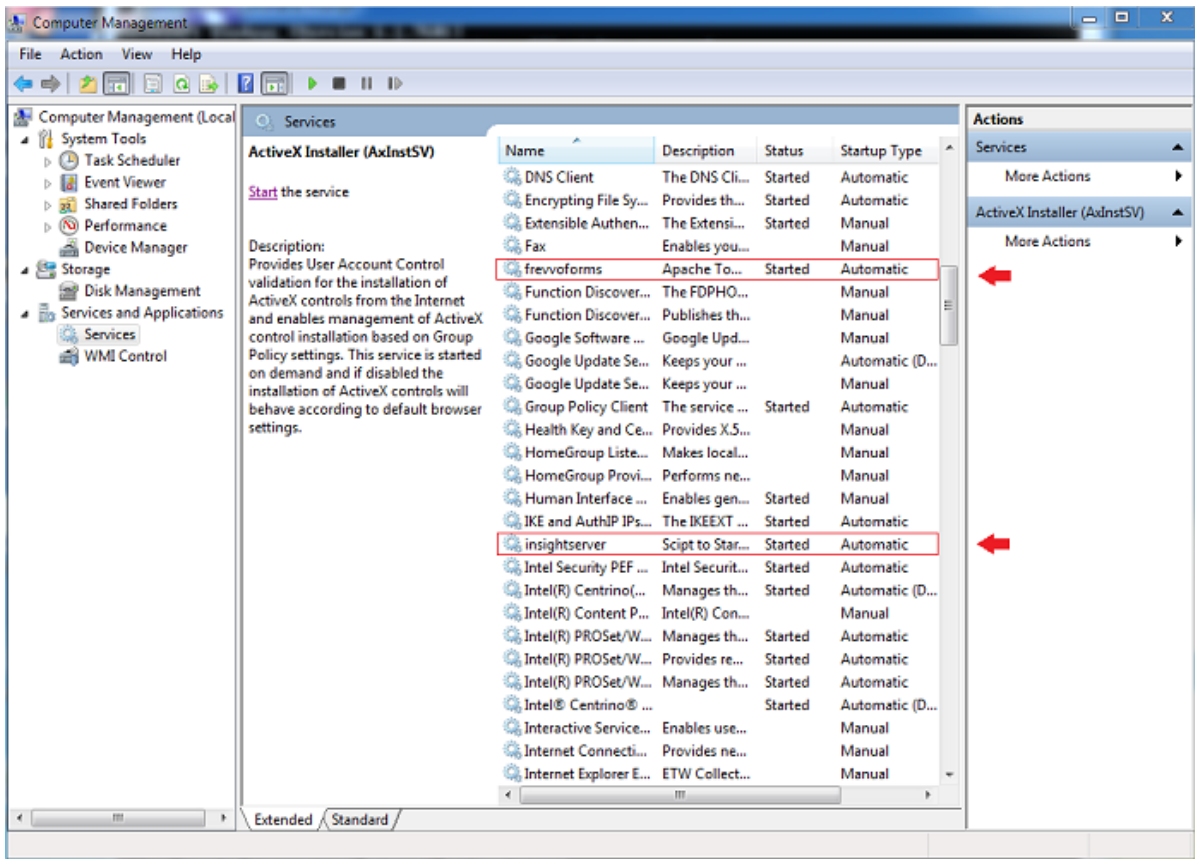 Computer Management
File Action View Help
Computer Management (Local
System Tools
Task Scheduler
Event Viewer
Shared Folders
Performance
Device Manager
Storage
Disk Management
Services and Applications
Services
WMI Control
Services
ActiveX Installer (AxInstSV)
Start the service
Description:
Provides User Account Control
validation for the installation of
ActiveX controls from the Internet
and enables management of ActiveX
control installation based on Group
Policy settings. This service is started
on demand and if disabled the
installation of ActiveX controls will
behave according to default browser
settings.
Name Description Status Startup Type
DNS Client The DNS Cli... Started Automatic
Encrypting File Sy... Provides th... Started Automatic
Extensible Authen... The Extensi... Started Manual
Fax Enables you... Manual
frevvoforms Apache To... Started Automatic
Function Discover... The FDPHO... Manual
Function Discover... Publishes th... Manual
Google Software ... Google Upd... Manual
Google Update Se... Keeps your ... Automatic (D...
Google Update Se... Keeps your ... Manual
Group Policy Client The service ... Started Automatic
Health Key and Ce... Provides X.5... Manual
HomeGroup Liste... Makes local... Manual
HomeGroup Provi... Performs ne... Manual
Human Interface ... Enables gen... Started Manual
IKE and AuthIP IPs... The IKEEXT ... Started Automatic
insightserver Scipt to Star... Started Automatic
Intel Security PEF ... Intel Securit... Started Automatic
Intel(R) Centrino(... Manages th... Started Automatic (D...
Intel(R) Content P... Intel(R) Con... Manual
Intel(R) PROSet/W... Manages th... Started Automatic
Intel(R) PROSet/W... Provides re... Started Automatic
Intel(R) PROSet/W... Manages th... Started Automatic
Intel® Centrino® ... Started Automatic (D...
Interactive Service... Enables use... Manual
Internet Connecti... Provides ne... Manual
Internet Explorer E... ETW Collect... Manual
Extended Standard
Actions
Services
More Actions
ActiveX Installer (AxInstSV)
More Actions